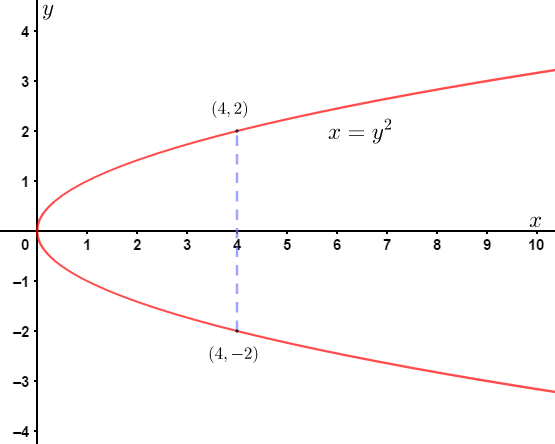 y
4
3
(4, 2)
2
x = y²
1
x
0 1 2 3 4 5 6 7 8 9 10
–1
–2
(4, −2)
–3
–4